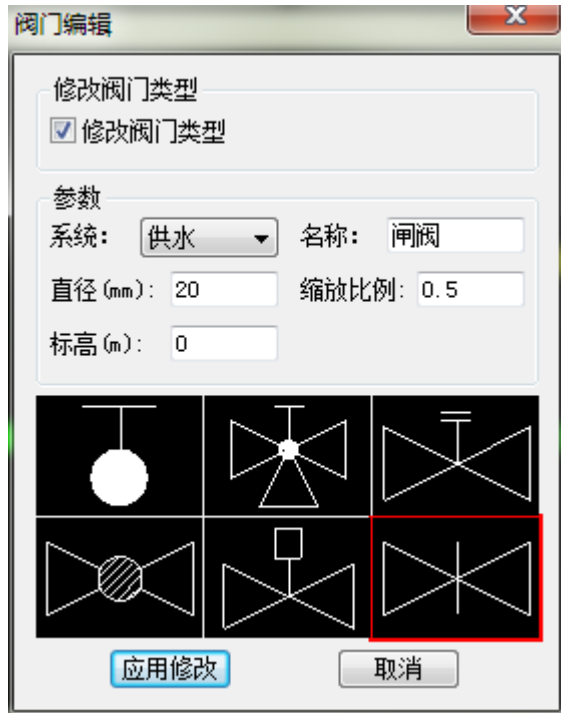 阀门编辑
修改阀门类型
修改阀门类型
参数
系统: 供水 名称: 闸阀
直径(mm): 20 缩放比例: 0.5
标高(m): 0
应用修改 取消